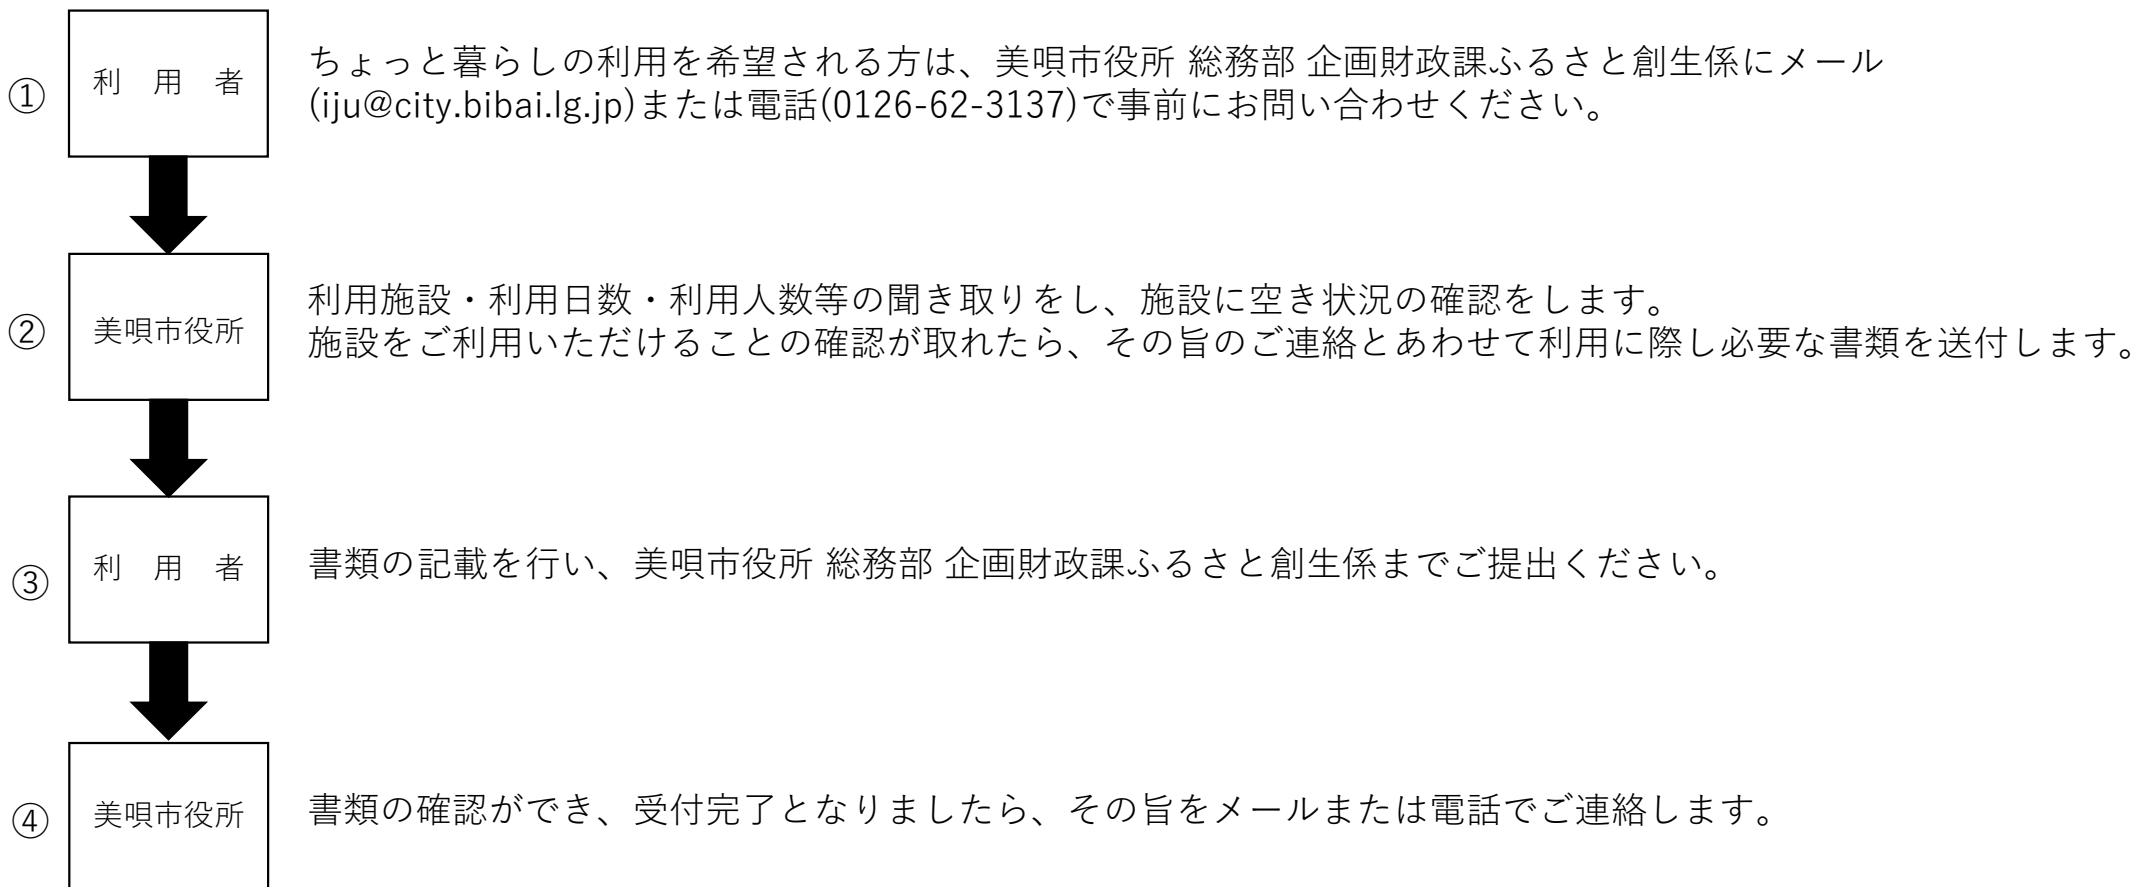 ① 利　用　者
ちょっと暮らしの利用を希望される方は、美唄市役所 総務部 企画財政課ふるさと創生係にメール
(iju@city.bibai.lg.jp)または電話(0126-62-3137)で事前にお問い合わせください。
② 美唄市役所
利用施設・利用日数・利用人数等の聞き取りをし、施設に空き状況の確認をします。
施設をご利用いただけることの確認が取れたら、その旨のご連絡とあわせて利用に際し必要な書類を送付します。
③ 利　用　者
書類の記載を行い、美唄市役所 総務部 企画財政課ふるさと創生係までご提出ください。
④ 美唄市役所
書類の確認ができ、受付完了となりましたら、その旨をメールまたは電話でご連絡します。